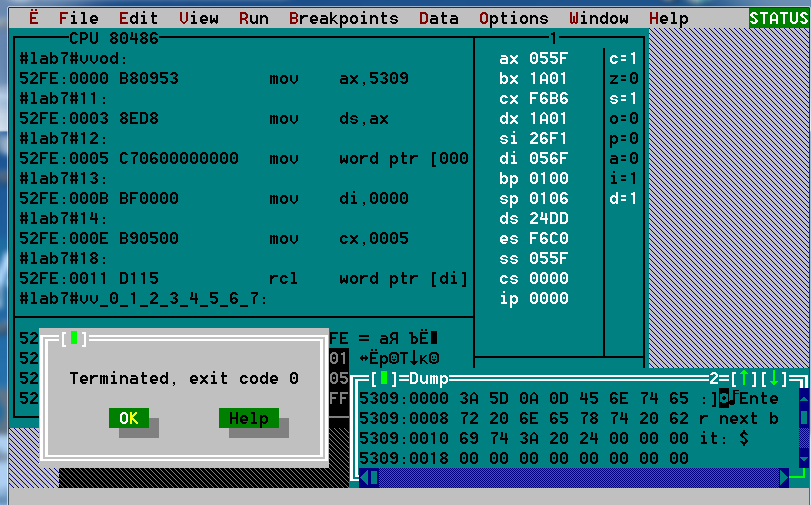 Ë File Edit View Run Breakpoints Data Options Window Help STATUS
CPU 80486 1
#lab7#vvod:
52FE:0000 B80953 mov ax,5309
#lab7#11:
52FE:0003 8ED8 mov ds,ax
#lab7#12:
52FE:0005 C70600000000 mov word ptr [000
#lab7#13:
52FE:000B BF0000 mov di,0000
#lab7#14:
52FE:000E B90500 mov cx,0005
#lab7#18:
52FE:0011 D115 rcl word ptr [di]
#lab7#vv_0_1_2_3_4_5_6_7:
ax 055F c=1
bx 1A01 z=0
cx F6B6 s=1
dx 1A01 o=0
si 26F1 p=0
di 056F a=0
bp 0100 i=1
sp 0106 d=1
ds 24DD
es F6C0
ss 055F
cs 0000
ip 0000
52 FE = аЯ ЪЁ
52 01
52 05
52 FF
Terminated, exit code 0
OK Help
Dump 2
5309:0000 3A 5D 0A 0D 45 6E 74 65 :]◙♪Ente
5309:0008 72 20 6E 65 78 74 20 62 r next b
5309:0010 69 74 3A 20 24 00 00 00 it: $
5309:0018 00 00 00 00 00 00 00 00